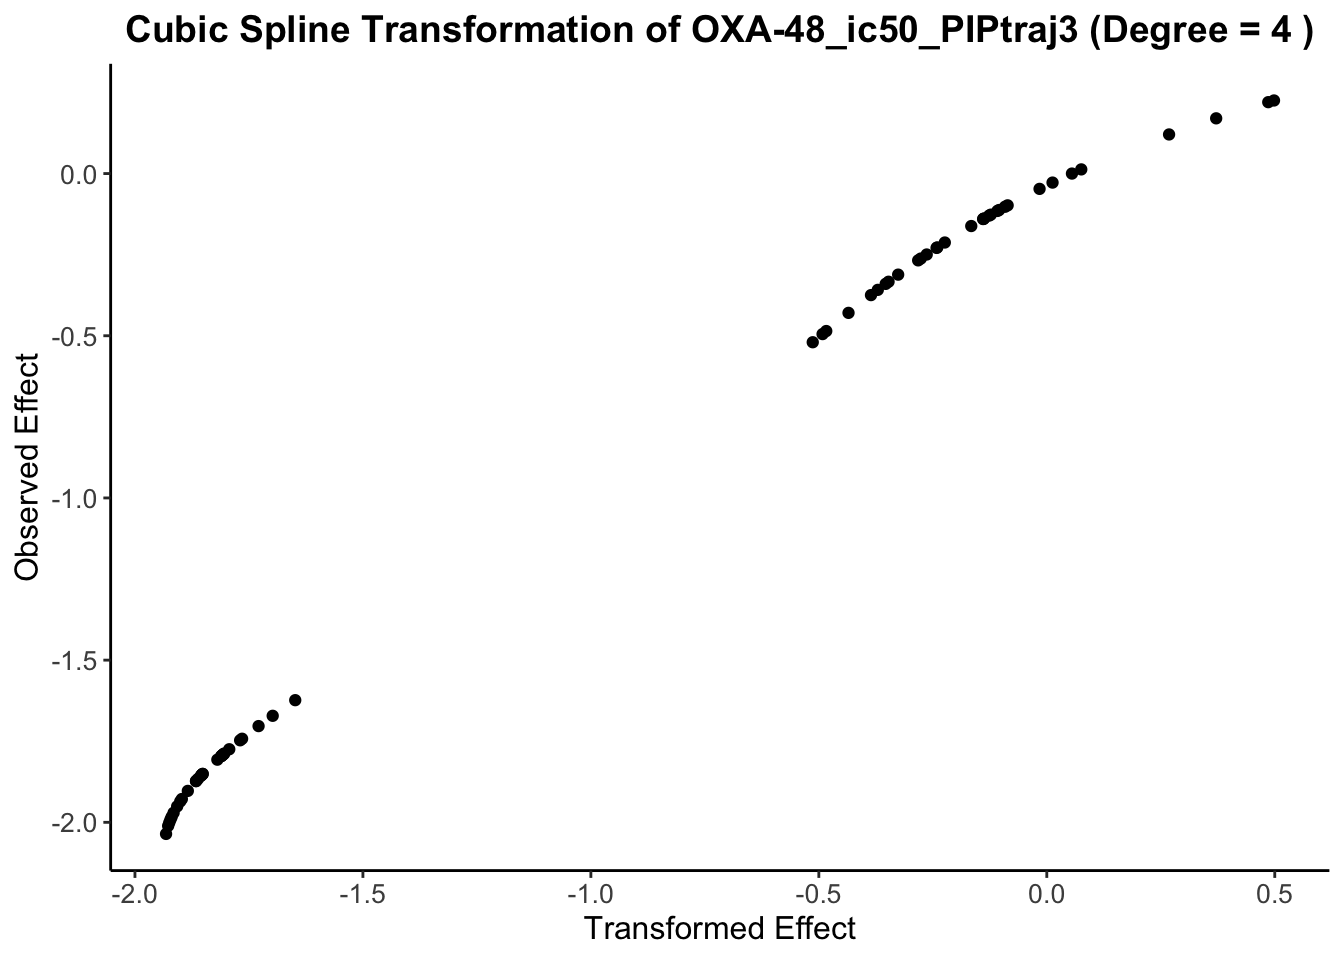 Cubic Spline Transformation of OXA-48_ic50_PIPtraj3 (Degree = 4 )
Observed Effect
0.0
-0.5
-1.0
-1.5
-2.0
-2.0 -1.5 -1.0 -0.5 0.0 0.5
Transformed Effect